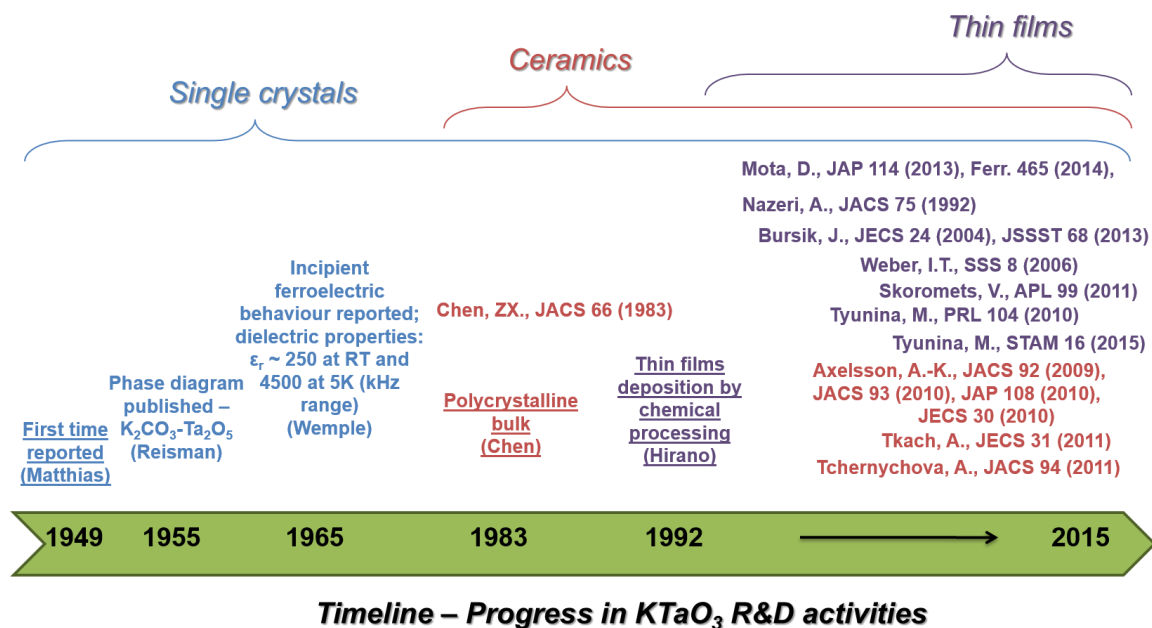 Thin films
Ceramics
Single crystals
Mota, D., JAP 114 (2013), Ferr. 465 (2014),
Nazeri, A., JACS 75 (1992)
Bursik, J., JECS 24 (2004), JSSST 68 (2013)
Weber, I.T., SSS 8 (2006)
Skoromets, V., APL 99 (2011)
Tyunina, M., PRL 104 (2010)
Tyunina, M., STAM 16 (2015)
Axelsson, A.-K., JACS 92 (2009),
JACS 93 (2010), JAP 108 (2010),
JECS 30 (2010)
Tkach, A., JECS 31 (2011)
Tchernychova, A., JACS 94 (2011)
First time
reported
(Matthias)
Phase diagram
published –
K₂CO₃-Ta₂O₅
(Reisman)
Incipient
ferroelectric
behaviour reported;
dielectric properties:
εᵣ ~ 250 at RT and
4500 at 5K (kHz
range)
(Wemple)
Chen, ZX., JACS 66 (1983)
Polycrystalline
bulk
(Chen)
Thin films
deposition by
chemical
processing
(Hirano)
1949
1955
1965
1983
1992
2015
Timeline – Progress in KTaO₃ R&D activities